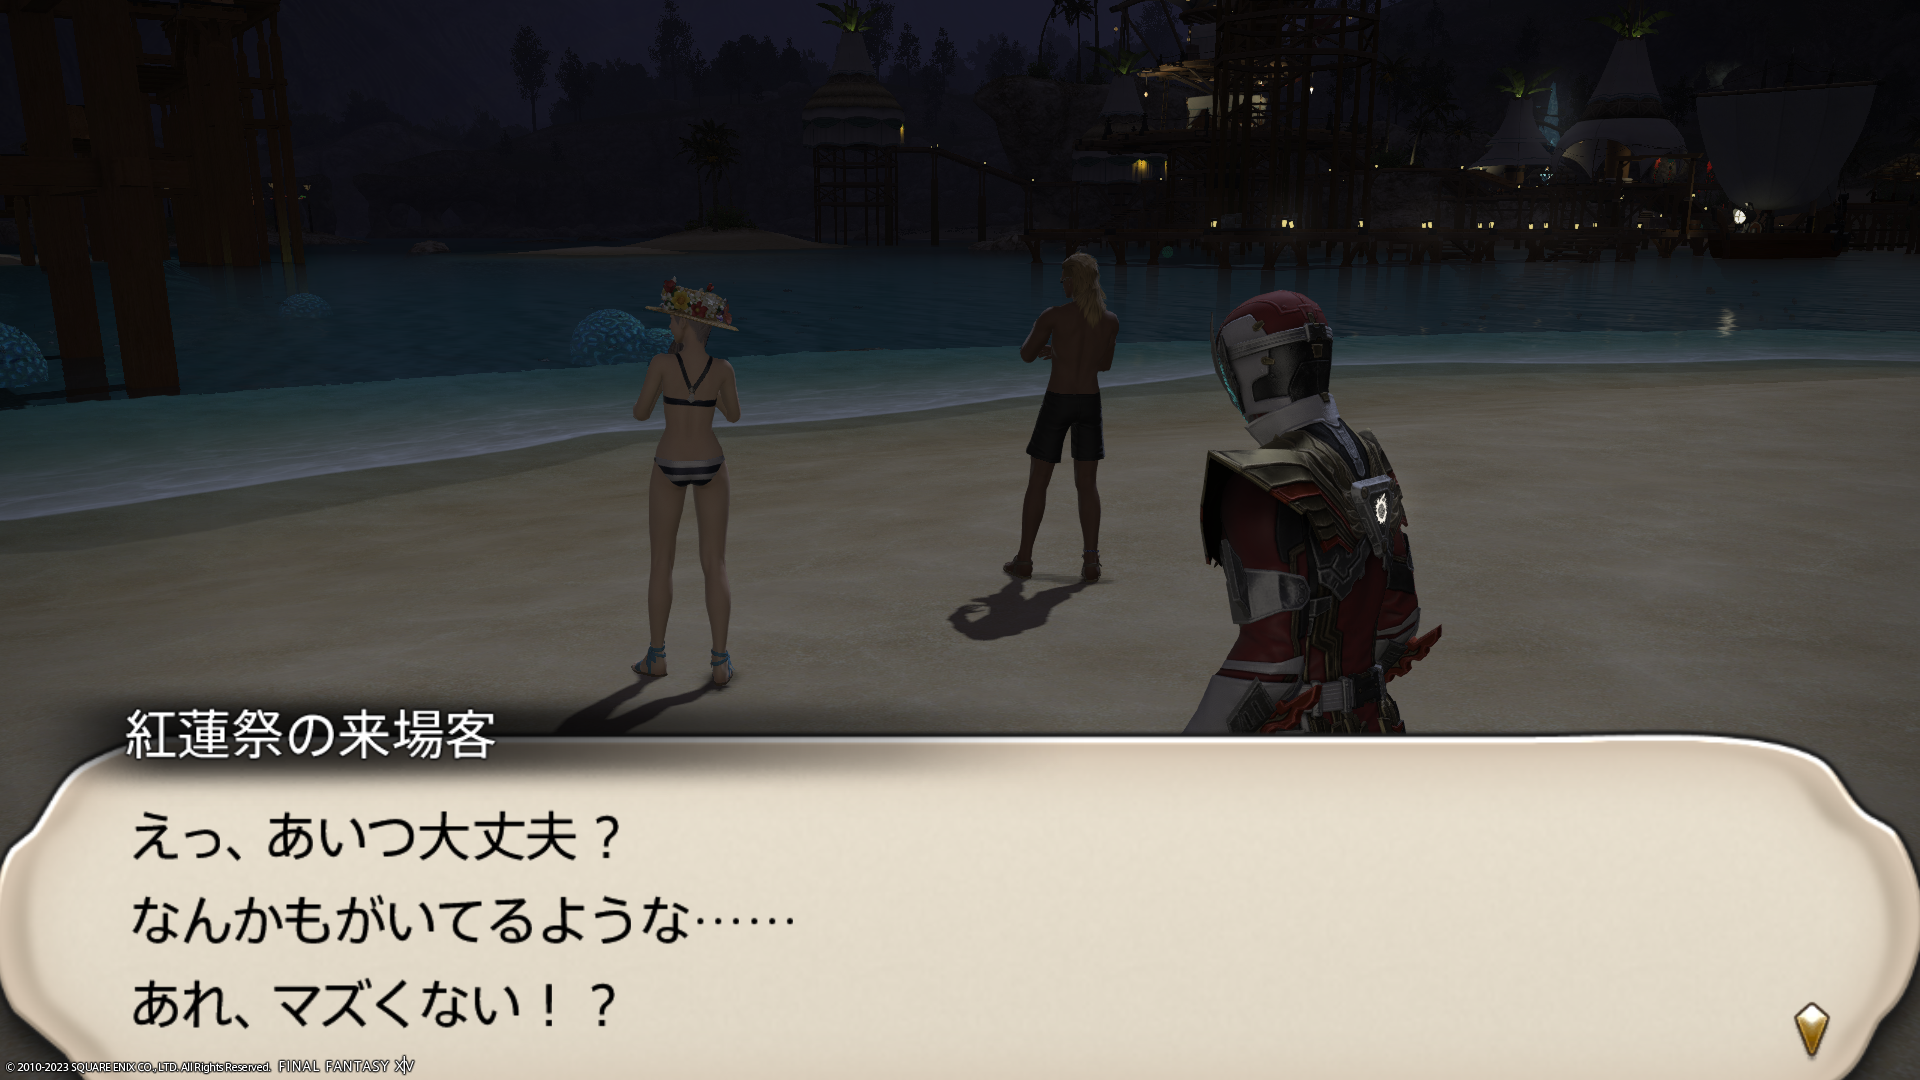 紅蓮祭の来場客
えっ、あいつ大丈夫？
なんかもがいてるような……
あれ、マズくない！？
© 2010-2023 SQUARE ENIX CO., LTD. All Rights Reserved. FINAL FANTASY XIV